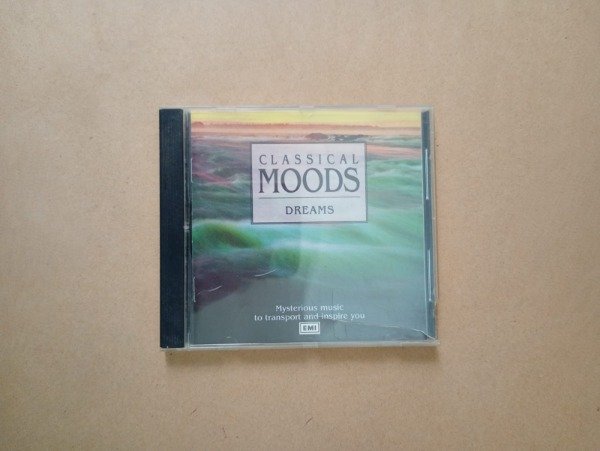 CLASSICAL
MOODS
DREAMS
Mysterious music
to transport and inspire you
EMI